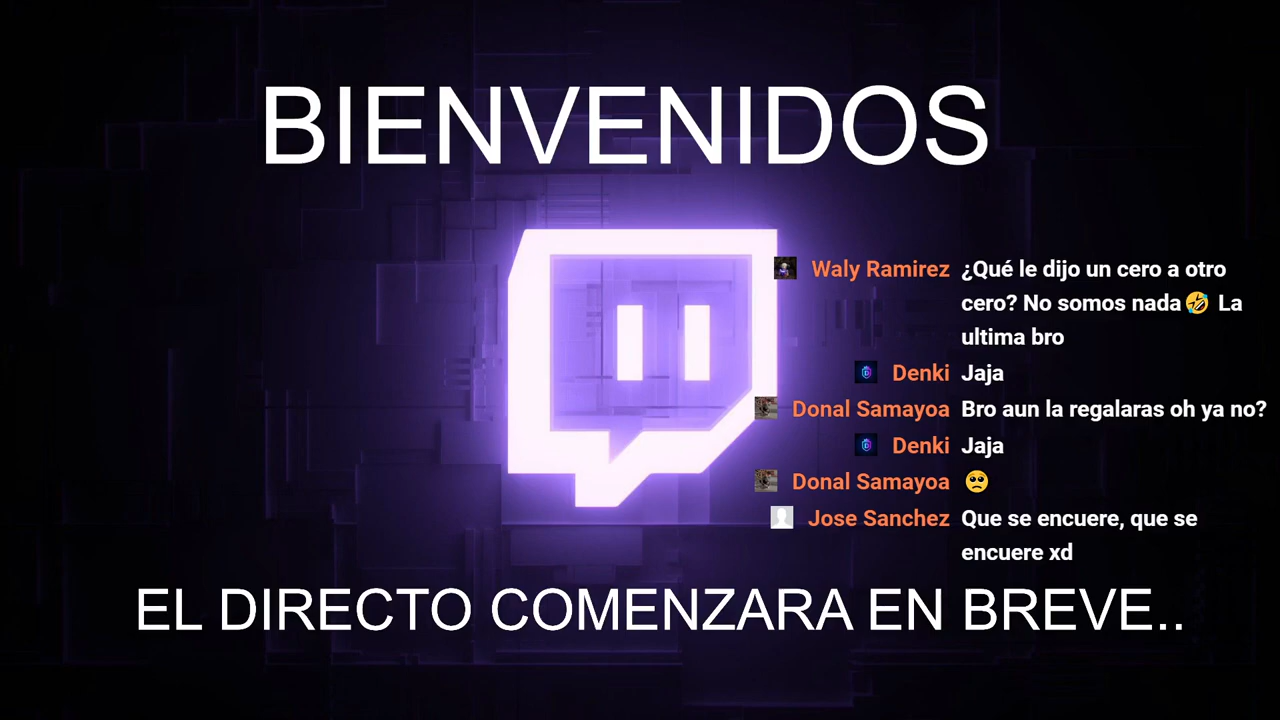 BIENVENIDOS
Waly Ramirez ¿Qué le dijo un cero a otro
cero? No somos nada🤣 La
ultima bro
Denki Jaja
Donal Samayoa Bro aun la regalaras oh ya no?
Denki Jaja
Donal Samayoa 🥺
Jose Sanchez Que se encuere, que se
encuere xd
EL DIRECTO COMENZARA EN BREVE..